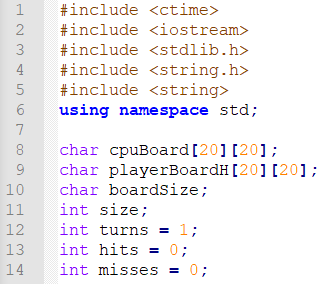 1 #include <ctime>
2 #include <iostream>
3 #include <stdlib.h>
4 #include <string.h>
5 #include <string>
6 using namespace std;
7
8 char cpuBoard[20][20];
9 char playerBoardH[20][20];
10 char boardSize;
11 int size;
12 int turns = 1;
13 int hits = 0;
14 int misses = 0;